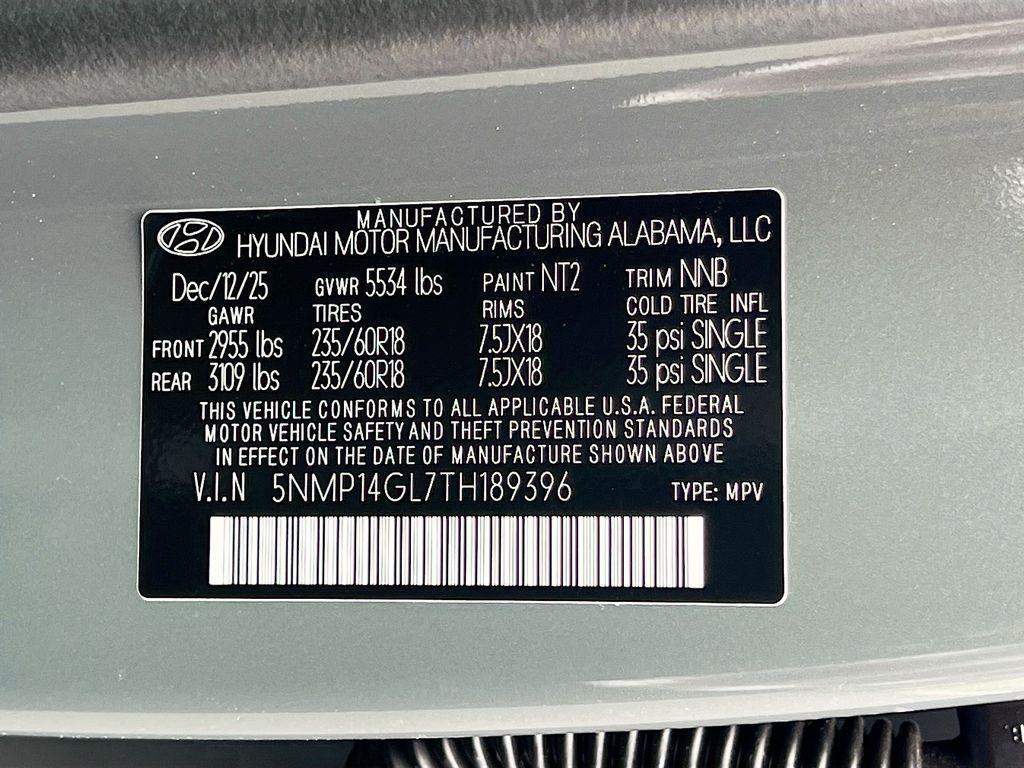 MANUFACTURED BY
HYUNDAI MOTOR MANUFACTURING ALABAMA, LLC
Dec/12/25 GVWR 5534 lbs PAINT NT2 TRIM NNB
GAWR TIRES RIMS COLD TIRE INFL
FRONT 2955 lbs 235/60R18 7.5JX18 35 psi SINGLE
REAR 3109 lbs 235/60R18 7.5JX18 35 psi SINGLE
THIS VEHICLE CONFORMS TO ALL APPLICABLE U.S.A. FEDERAL
MOTOR VEHICLE SAFETY AND THEFT PREVENTION STANDARDS
IN EFFECT ON THE DATE OF MANUFACTURE SHOWN ABOVE
V.I.N 5NMP14GL7TH189396 TYPE: MPV